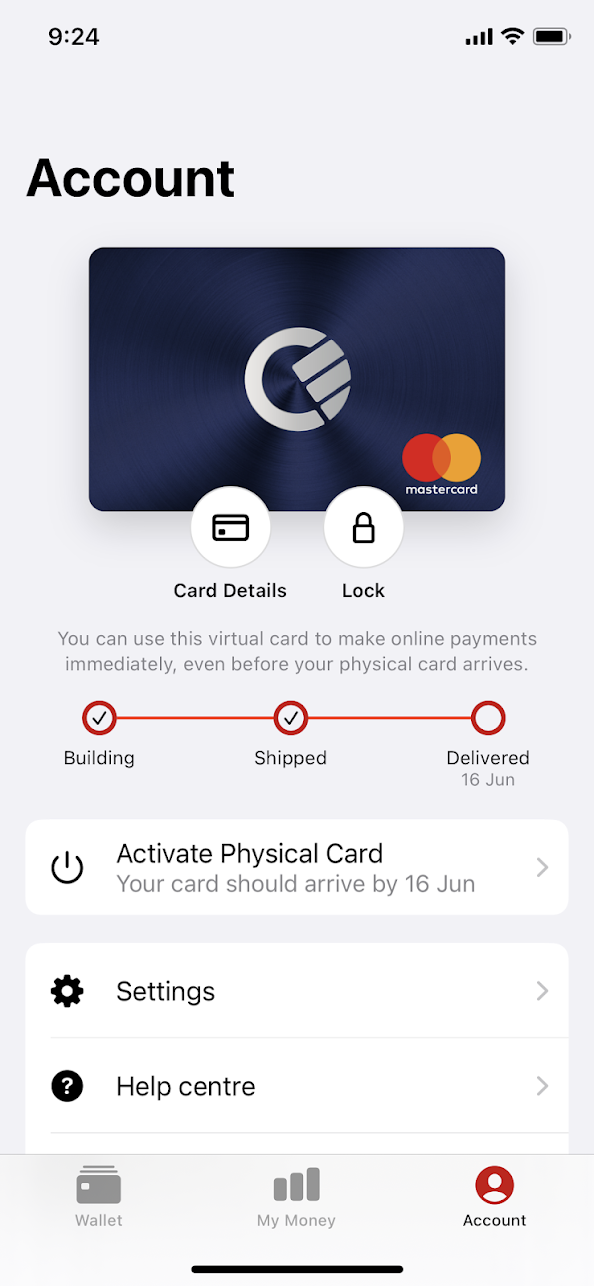 9:24
Account
mastercard
Card Details
Lock
You can use this virtual card to make online payments
immediately, even before your physical card arrives.
Building
Shipped
Delivered
16 Jun
Activate Physical Card
Your card should arrive by 16 Jun
Settings
?
Help centre
Wallet
My Money
Account